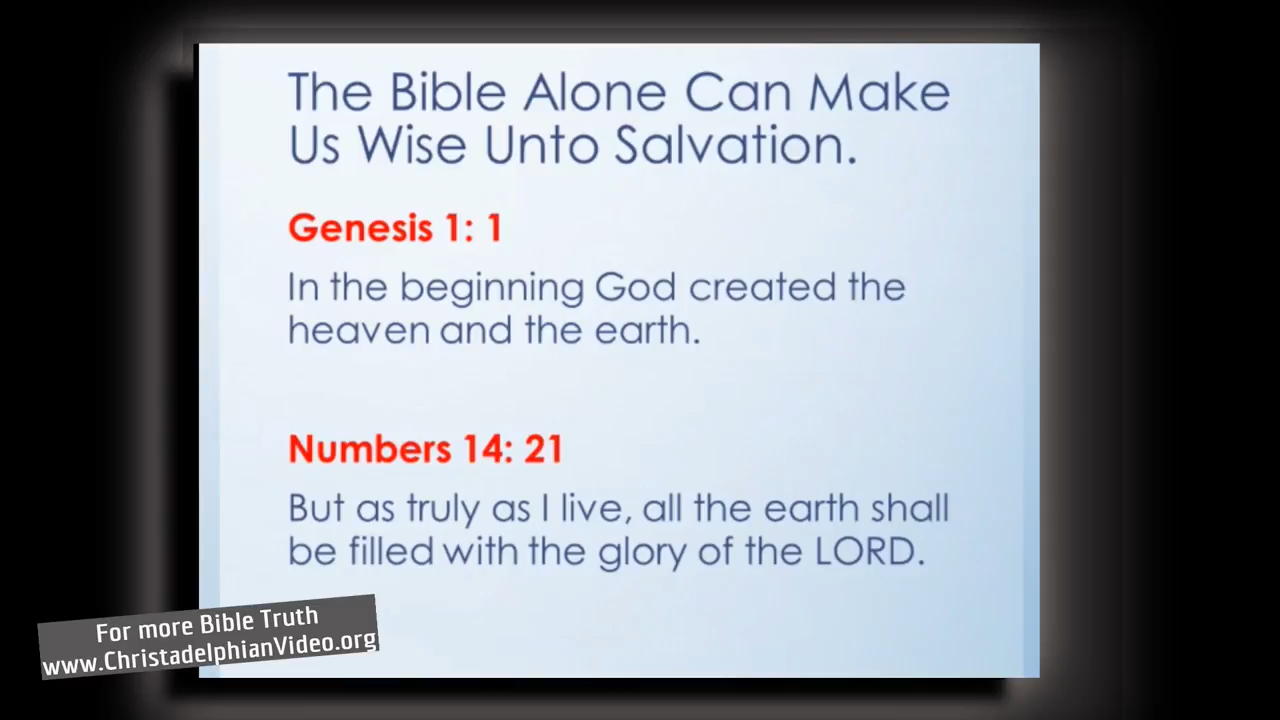 The Bible Alone Can Make
Us Wise Unto Salvation.
Genesis 1: 1
In the beginning God created the
heaven and the earth.
Numbers 14: 21
But as truly as I live, all the earth shall
be filled with the glory of the LORD.
For more Bible Truth
www.ChristadelphianVideo.org